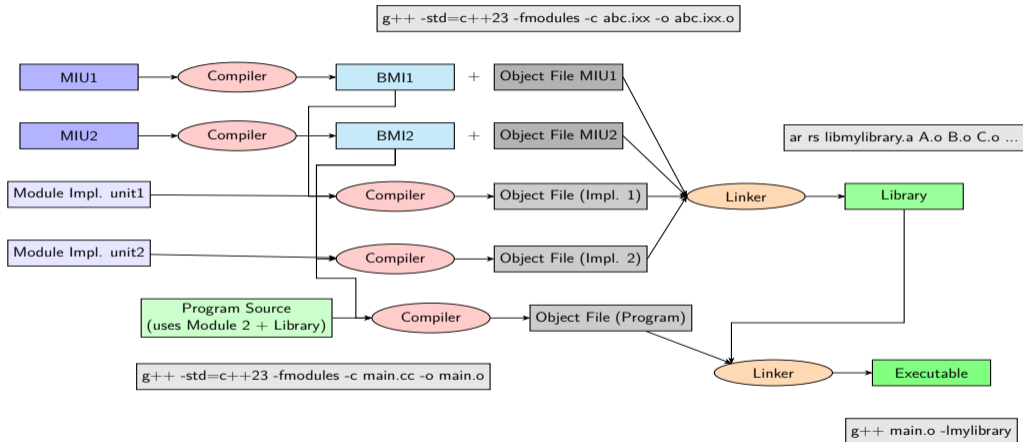 g++ -std=c++23 -fmodules -c abc.ixx -o abc.ixx.o
MIU1
Compiler
BMI1
+
Object File MIU1
MIU2
Compiler
BMI2
+
Object File MIU2
ar rs libmylibrary.a A.o B.o C.o ...
Module Impl. unit1
Compiler
Object File (Impl. 1)
Linker
Library
Module Impl. unit2
Compiler
Object File (Impl. 2)
Program Source
(uses Module 2 + Library)
Compiler
Object File (Program)
g++ -std=c++23 -fmodules -c main.cc -o main.o
Linker
Executable
g++ main.o -lmylibrary